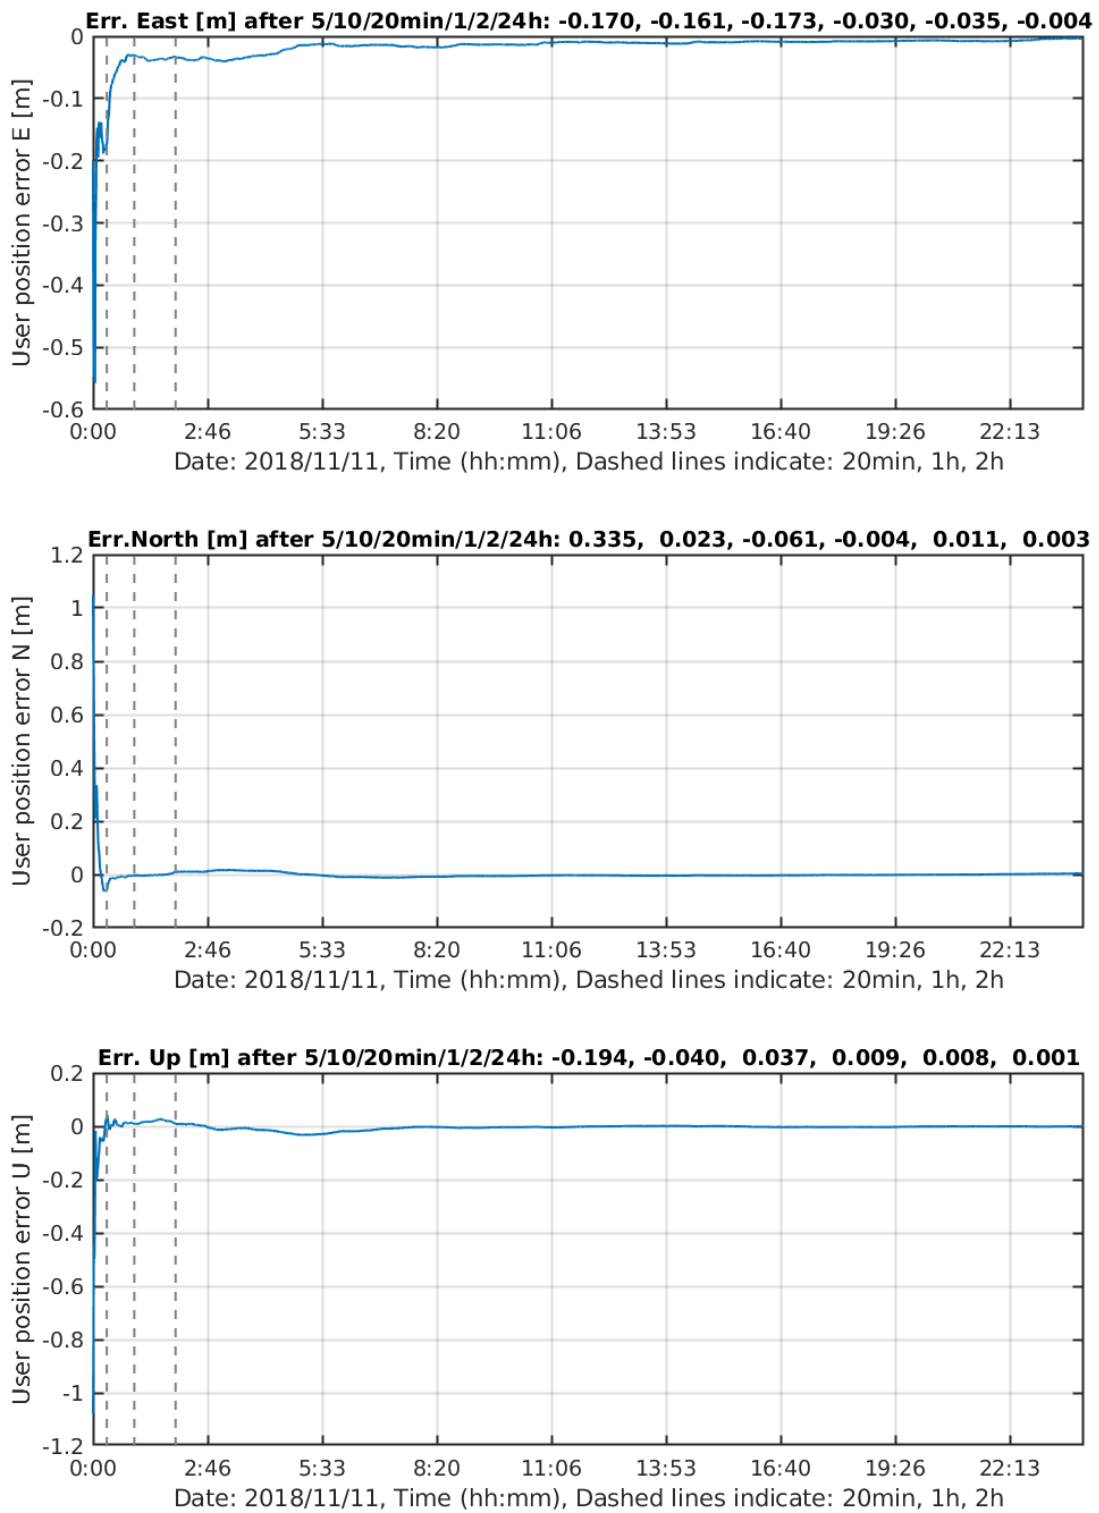 Err. East [m] after 5/10/20min/1/2/24h: -0.170, -0.161, -0.173, -0.030, -0.035, -0.004
User position error E [m]
0
-0.1
-0.2
-0.3
-0.4
-0.5
-0.6
0:00 2:46 5:33 8:20 11:06 13:53 16:40 19:26 22:13
Date: 2018/11/11, Time (hh:mm), Dashed lines indicate: 20min, 1h, 2h
Err.North [m] after 5/10/20min/1/2/24h: 0.335, 0.023, -0.061, -0.004, 0.011, 0.003
User position error N [m]
1.2
1
0.8
0.6
0.4
0.2
0
-0.2
0:00 2:46 5:33 8:20 11:06 13:53 16:40 19:26 22:13
Date: 2018/11/11, Time (hh:mm), Dashed lines indicate: 20min, 1h, 2h
Err. Up [m] after 5/10/20min/1/2/24h: -0.194, -0.040, 0.037, 0.009, 0.008, 0.001
User position error U [m]
0.2
0
-0.2
-0.4
-0.6
-0.8
-1
-1.2
0:00 2:46 5:33 8:20 11:06 13:53 16:40 19:26 22:13
Date: 2018/11/11, Time (hh:mm), Dashed lines indicate: 20min, 1h, 2h